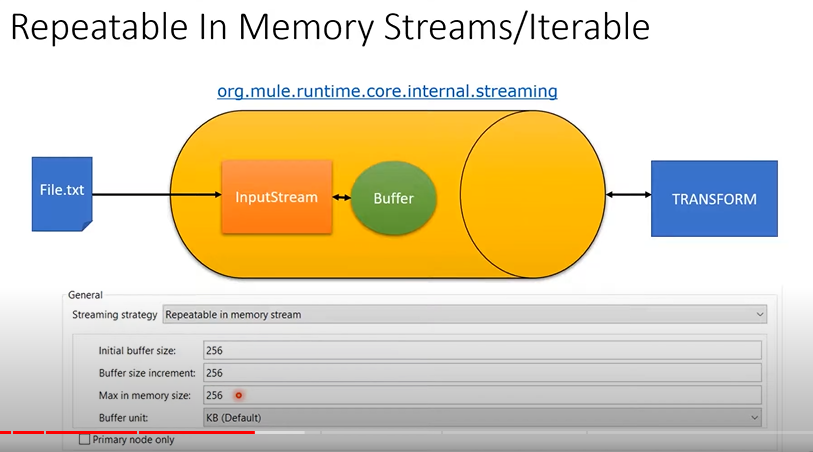 Repeatable In Memory Streams/Iterable
org.mule.runtime.core.internal.streaming
File.txt
InputStream
Buffer
TRANSFORM
General
Streaming strategy Repeatable in memory stream
Initial buffer size: 256
Buffer size increment: 256
Max in memory size: 256
Buffer unit: KB (Default)
Primary node only